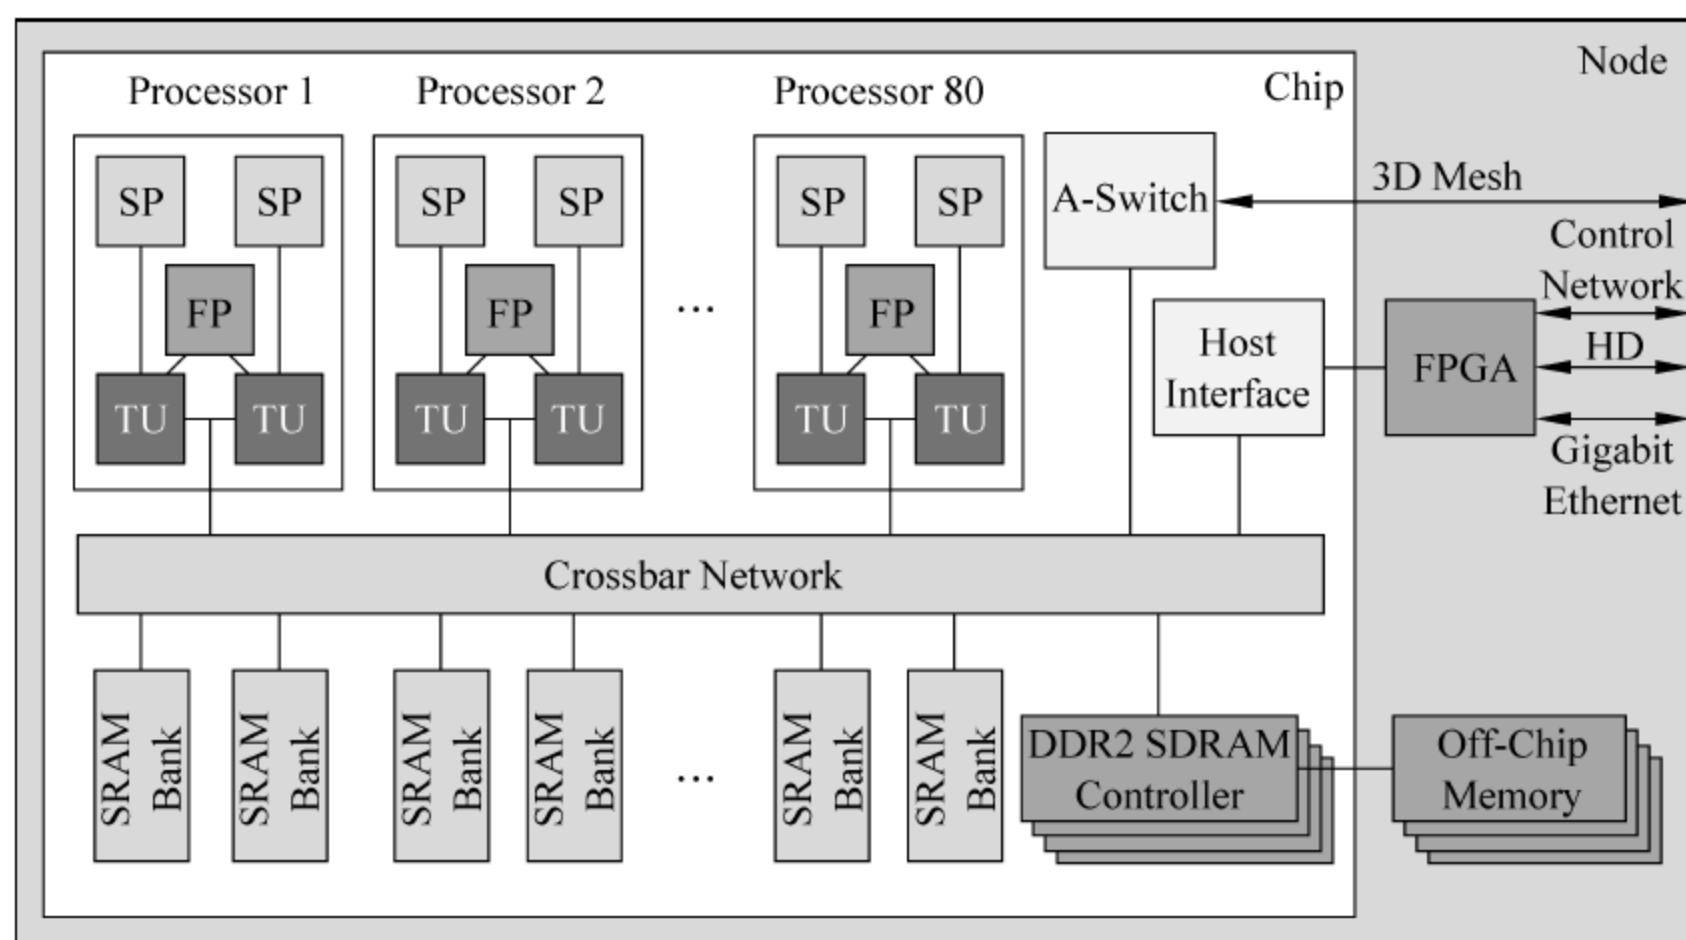 Node
Chip
Processor 1
Processor 2
Processor 80
SP
SP
FP
TU
TU
SP
SP
FP
TU
TU
...
SP
SP
FP
TU
TU
A-Switch
3D Mesh
Control
Network
Host
Interface
FPGA
HD
Gigabit
Ethernet
Crossbar Network
SRAM
Bank
SRAM
Bank
SRAM
Bank
SRAM
Bank
...
SRAM
Bank
SRAM
Bank
DDR2 SDRAM
Controller
Off-Chip
Memory